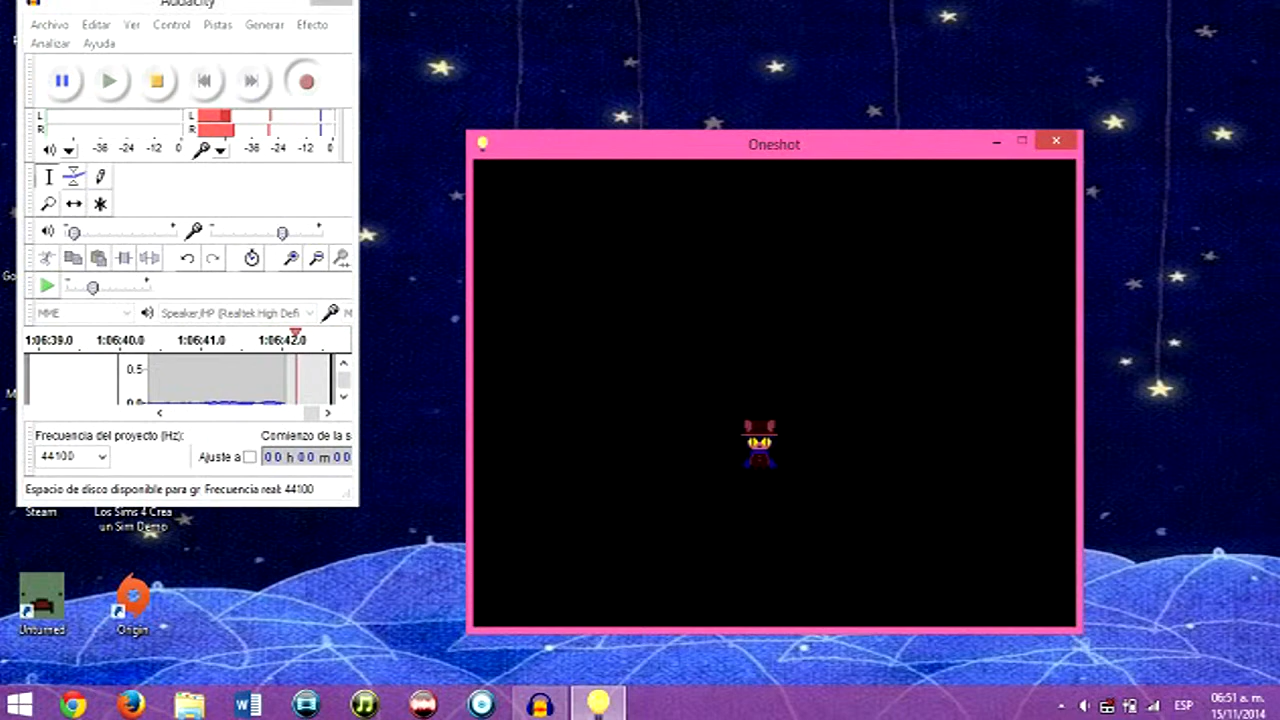 Audacity
Archivo Editar Ver Control Pistas Generar Efecto
Analizar Ayuda
L
R
L
R
-36 -24 -12 0
-36 -24 -12 0
MME
Speaker/HP (Realtek High Defi
M
1:06:39.0 1:06:40.0 1:06:41.0 1:06:42.0
0.5
0.0
Frecuencia del proyecto (Hz):
Comienzo de la s
44100
Ajuste a
00 h 00 m 00
Espacio de disco disponible para gr Frecuencia real: 44100
Steam
Los Sims 4 Crea
un Sim Demo
Unturned
Origin
Oneshot
ESP
06:51 a. m.
15/11/2014